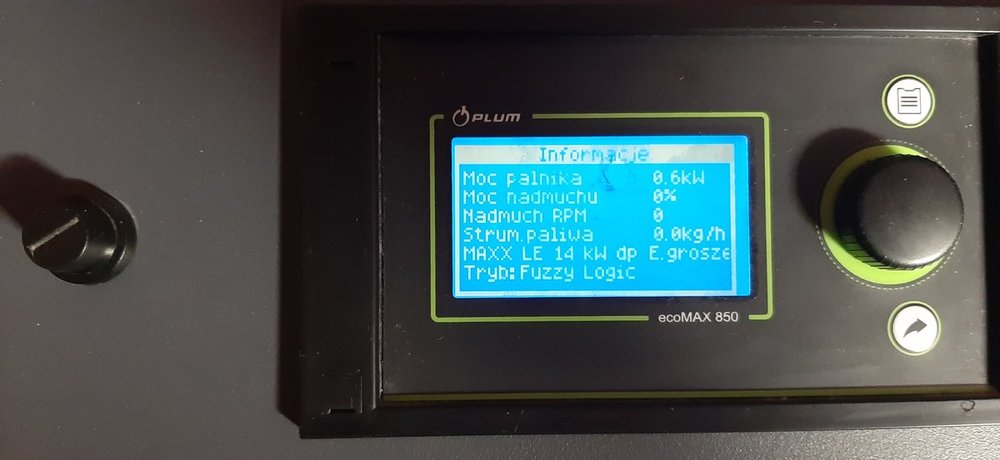 PLUM
Informacje
Moc palnika 0.6kW
Moc nadmuchu 0%
Nadmuch RPM 0
Strum.paliwa 0.0kg/h
MAXX LE 14 kW dp E.grosze
Tryb:Fuzzy Logic
ecoMAX 850